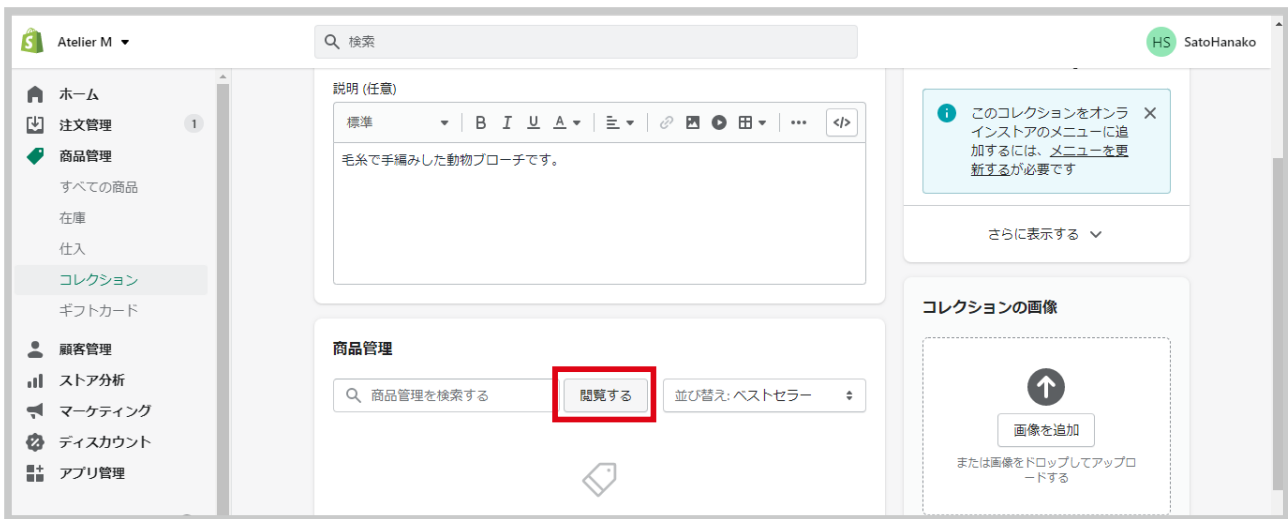 Atelier M
検索
HS SatoHanako
ホーム
注文管理 1
商品管理
すべての商品
在庫
仕入
コレクション
ギフトカード
顧客管理
ストア分析
マーケティング
ディスカウント
アプリ管理
説明 (任意)
標準 B I U A </>
毛糸で手編みした動物ブローチです。
商品管理
商品管理を検索する 閲覧する 並び替え: ベストセラー
このコレクションをオンラ
インストアのメニューに追
加するには、メニューを更
新するが必要です
さらに表示する
コレクションの画像
画像を追加
または画像をドロップしてアップロ
ードする